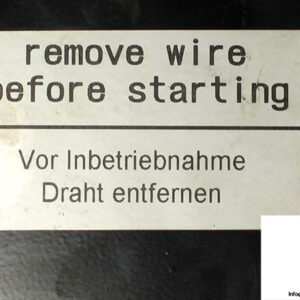 remove wire
before starting
Vor Inbetriebnahme
Draht entfernen